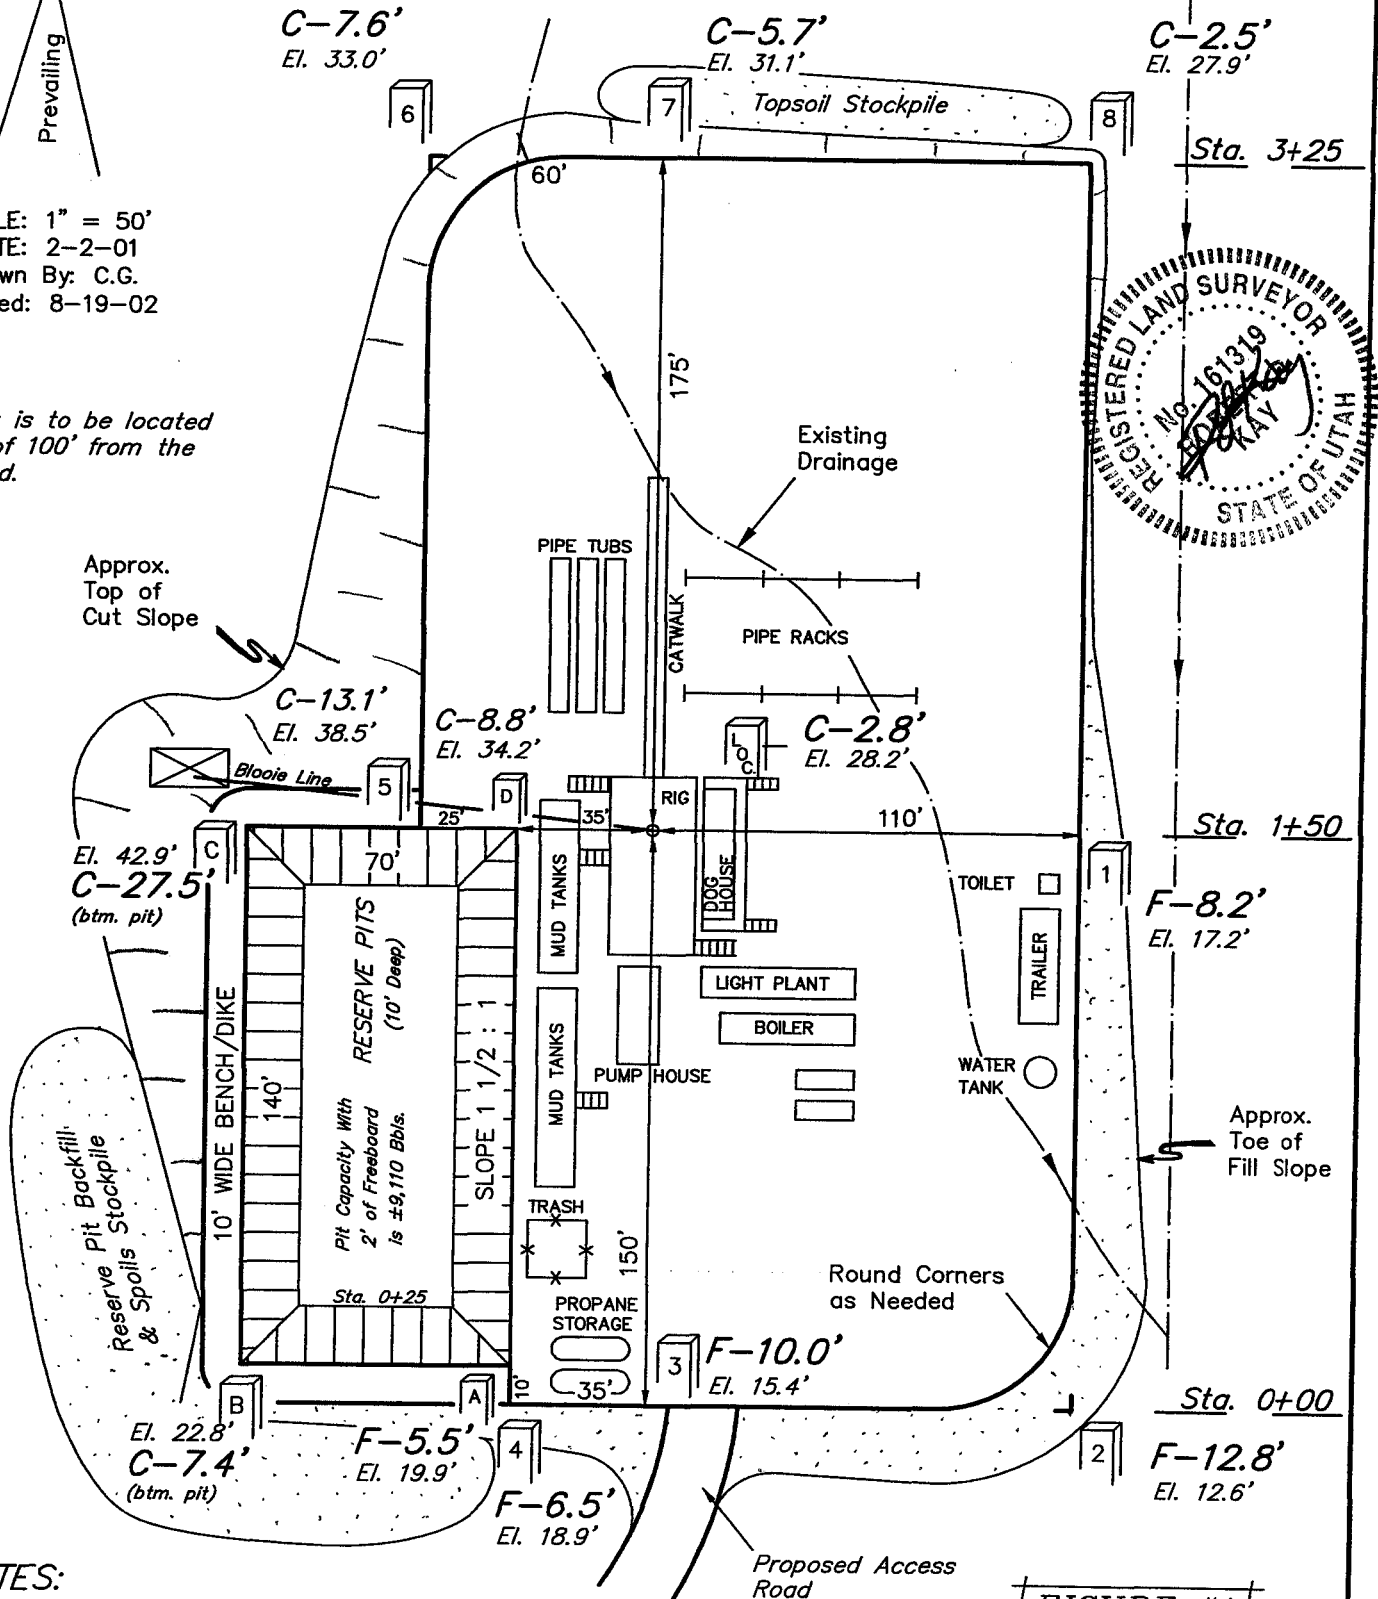 C-7.6'
El. 33.0'
C-5.7'
El. 31.1'
C-2.5'
El. 27.9'
Prevailing
6
7
8
Topsoil Stockpile
Sta. 3+25
60'
LE: 1" = 50'
TE: 2-2-01
wn By: C.G.
ed: 8-19-02
REGISTERED LAND SURVEYOR
No. 161319
KAY
STATE OF UTAH
175'
is to be located
of 100' from the
d.
Existing
Drainage
PIPE TUBS
CATWALK
PIPE RACKS
Approx.
Top of
Cut Slope
C-13.1'
El. 38.5'
C-8.8'
El. 34.2'
LOC.
C-2.8'
El. 28.2'
Blooie Line
5
D
RIG
25'
35'
110'
Sta. 1+50
C
El. 42.9'
C-27.5'
(btm. pit)
70'
MUD TANKS
DOG HOUSE
TOILET
1
F-8.2'
El. 17.2'
TRAILER
RESERVE PITS
(10' Deep)
LIGHT PLANT
BOILER
10' WIDE BENCH/DIKE
140'
SLOPE 1 1/2 : 1
MUD TANKS
PUMP HOUSE
WATER
TANK
Pit Capacity With
2' of Freeboard
is ±9,110 Bbls.
Approx.
Toe of
Fill Slope
Reserve Pit Backfill
& Spoils Stockpile
TRASH
150'
Sta. 0+25
PROPANE
STORAGE
Round Corners
as Needed
3
F-10.0'
El. 15.4'
35'
10'
Sta. 0+00
B
A
El. 22.8'
C-7.4'
(btm. pit)
F-5.5'
El. 19.9'
4
F-6.5'
El. 18.9'
2
F-12.8'
El. 12.6'
Proposed Access
Road
TES:
FIGURE